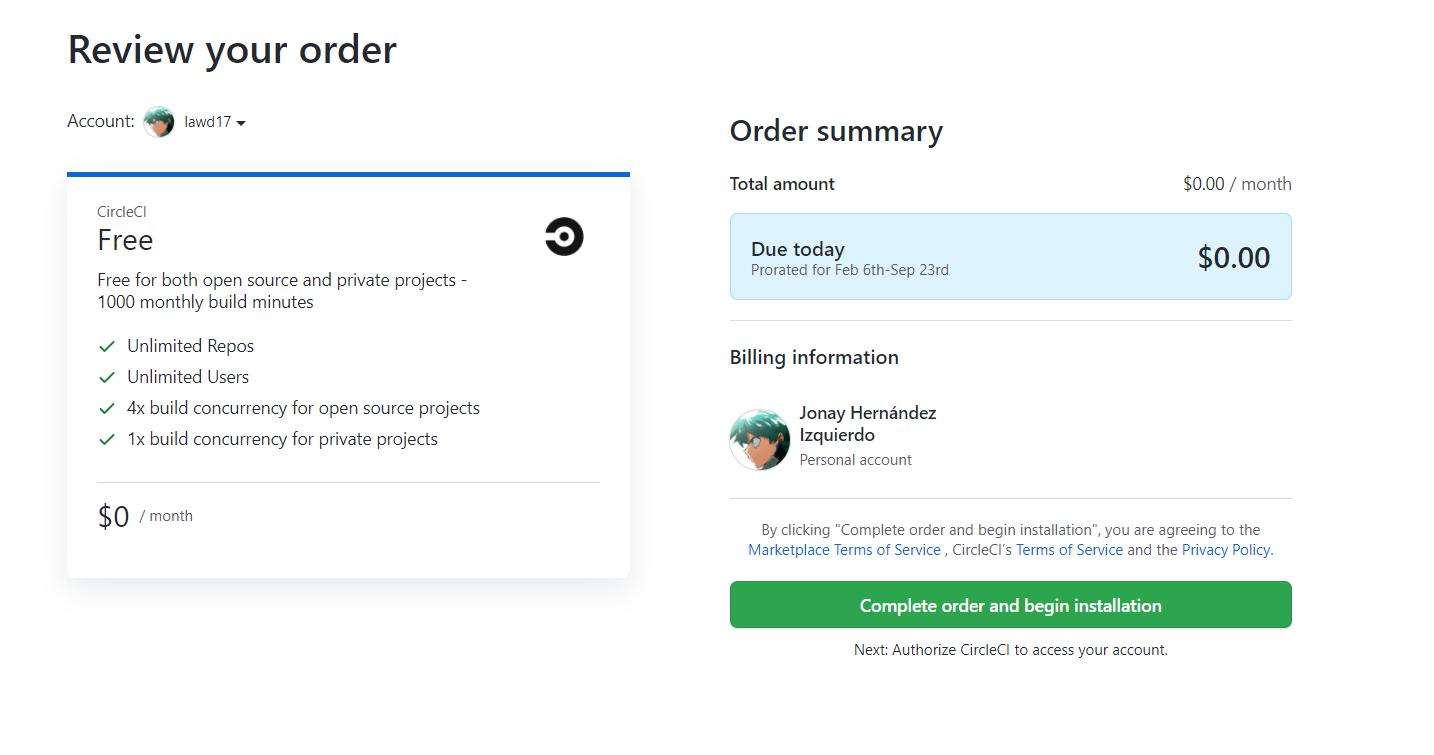 Review your order
Account: lawd17
CircleCI
Free
Free for both open source and private projects -
1000 monthly build minutes
Unlimited Repos
Unlimited Users
4x build concurrency for open source projects
1x build concurrency for private projects
$0 / month
Order summary
Total amount $0.00 / month
Due today
Prorated for Feb 6th-Sep 23rd
$0.00
Billing information
Jonay Hernández
Izquierdo
Personal account
By clicking "Complete order and begin installation", you are agreeing to the
Marketplace Terms of Service , CircleCI's Terms of Service and the Privacy Policy.
Complete order and begin installation
Next: Authorize CircleCI to access your account.